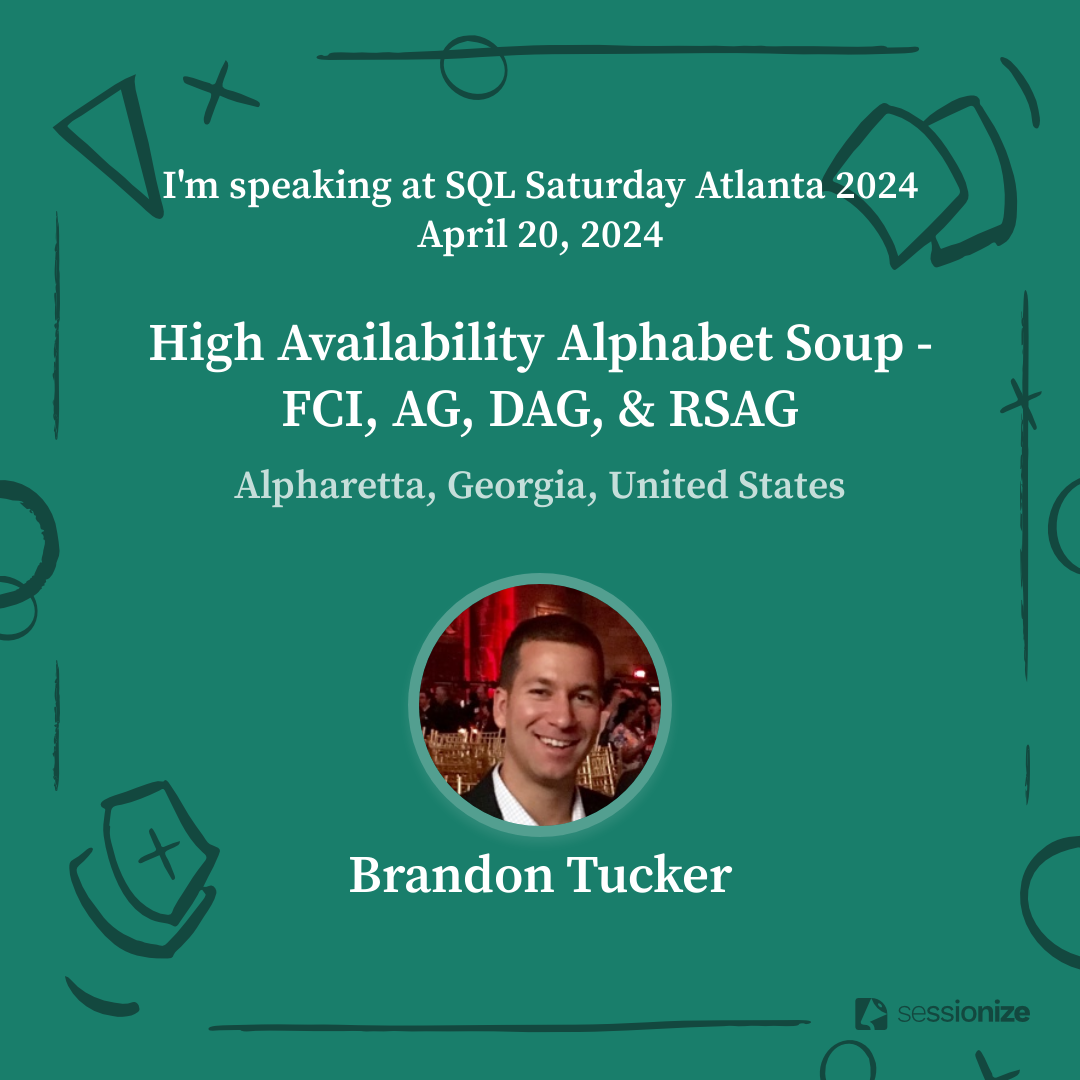 I'm speaking at SQL Saturday Atlanta 2024
April 20, 2024
High Availability Alphabet Soup -
FCI, AG, DAG, & RSAG
Alpharetta, Georgia, United States
Brandon Tucker
sessionize